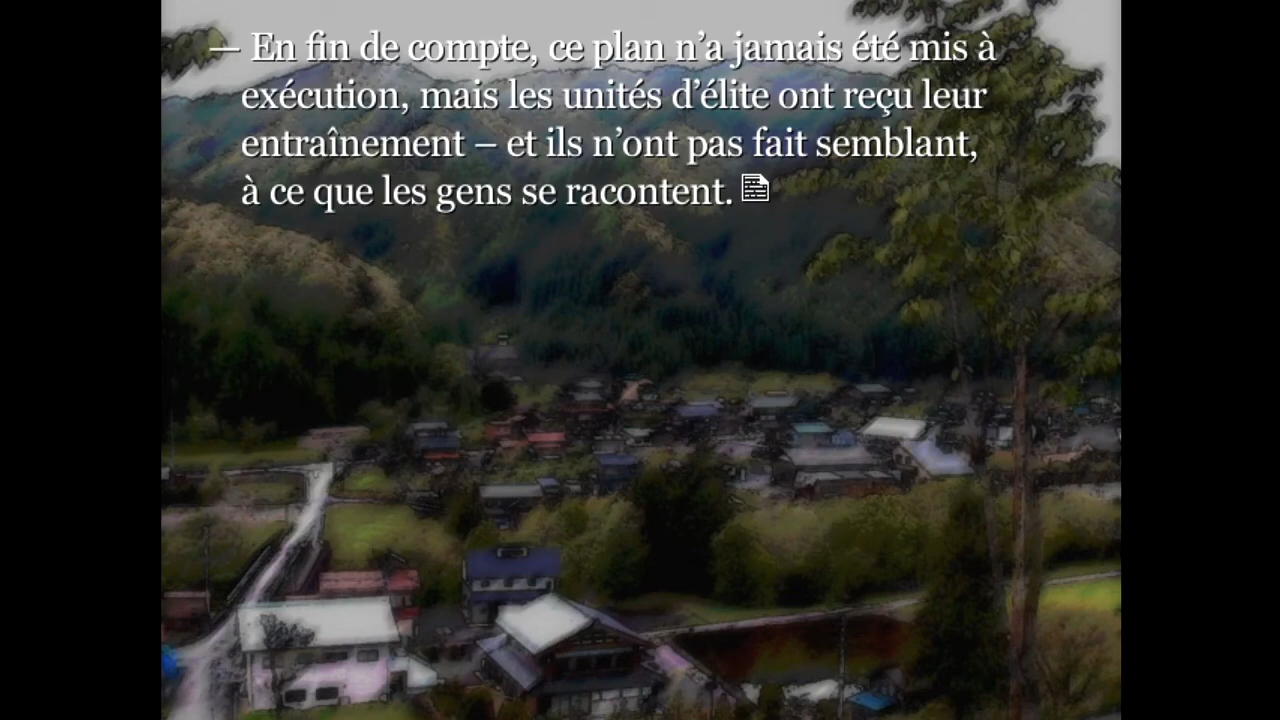 — En fin de compte, ce plan n’a jamais été mis à
exécution, mais les unités d’élite ont reçu leur
entraînement – et ils n’ont pas fait semblant,
à ce que les gens se racontent.